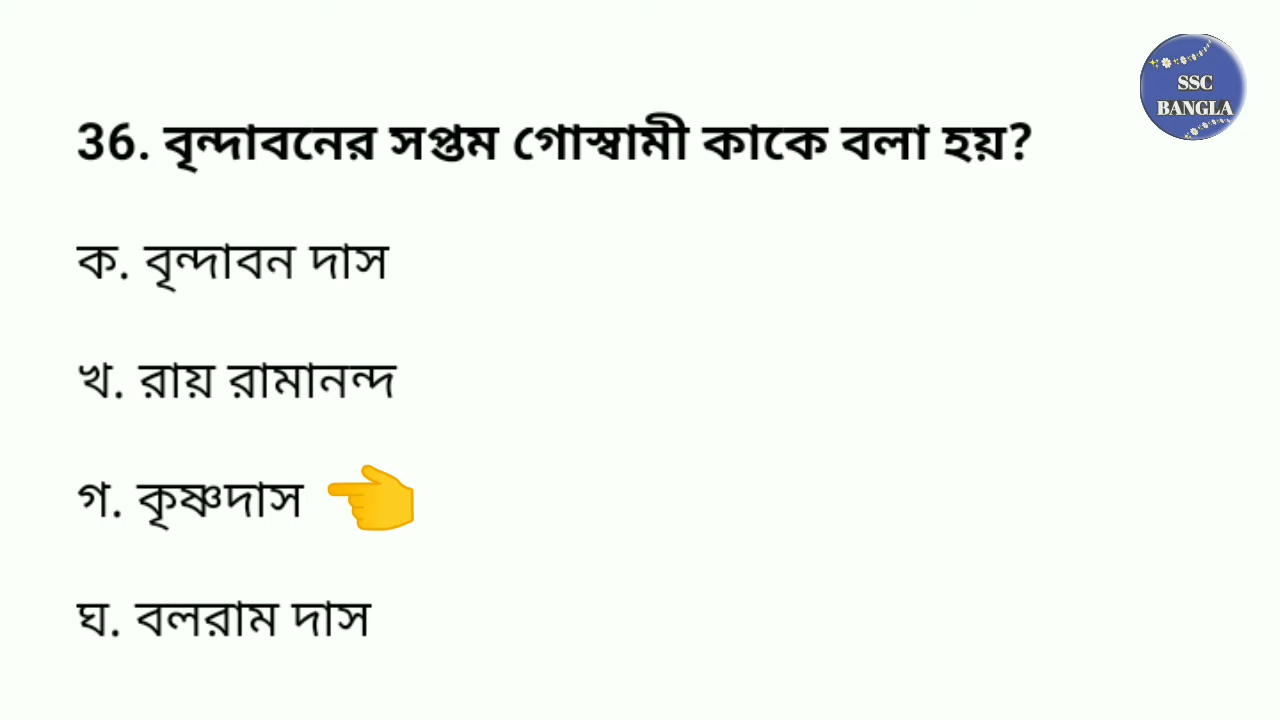 SSC
BANGLA
36. বৃন্দাবনের সপ্তম গোস্বামী কাকে বলা হয়?
ক. বৃন্দাবন দাস
খ. রায় রামানন্দ
গ. কৃষ্ণদাস
ঘ. বলরাম দাস